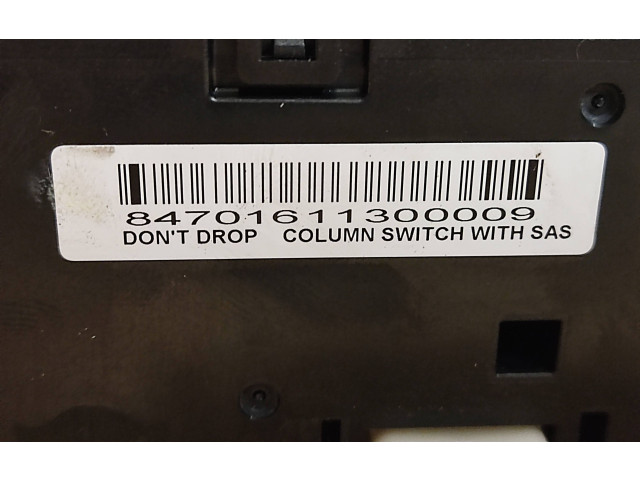 84701611300009
DON'T DROP COLUMN SWITCH WITH SAS